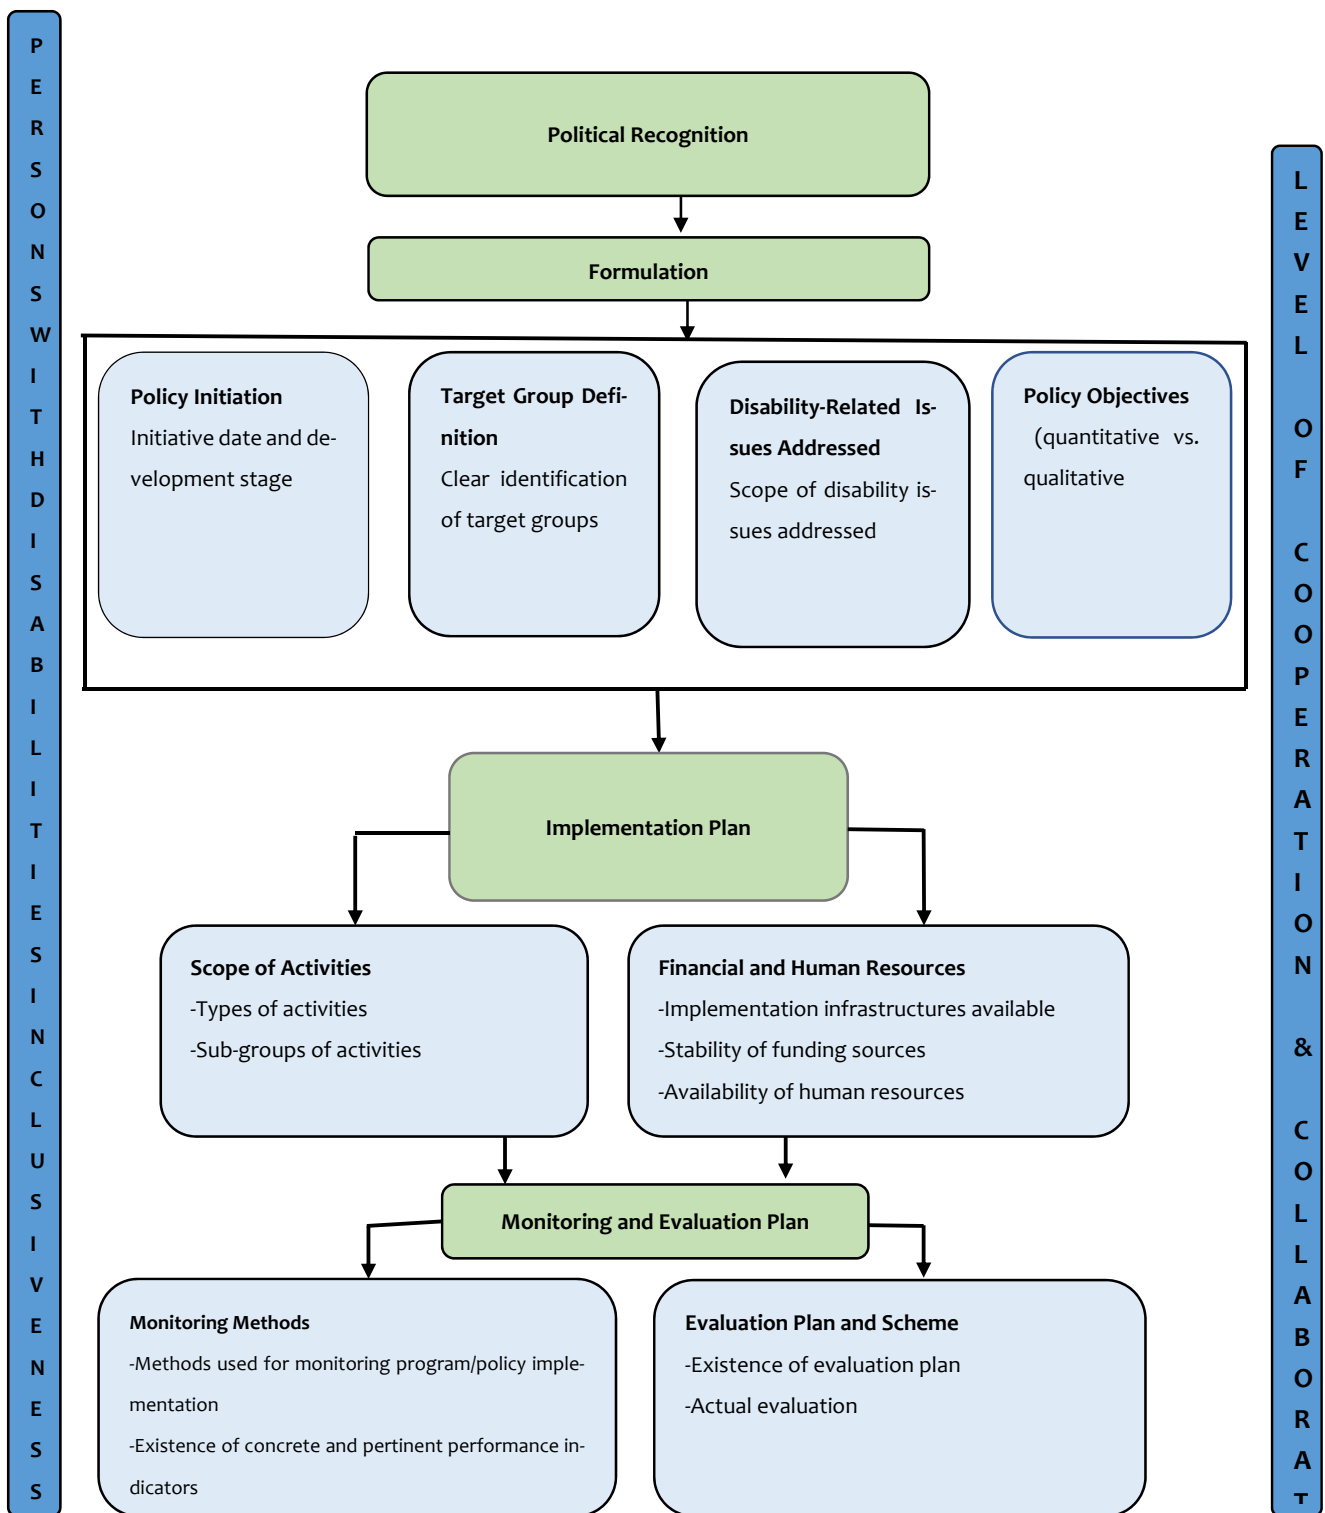 PERSONS WITH DISABILITIES INCLUSIVENESS
Political Recognition
Formulation
Policy Initiation
Initiative date and de-
velopment stage
Target Group Defi-
nition
Clear identification
of target groups
Disability-Related Is-
sues Addressed
Scope of disability is-
sues addressed
Policy Objectives
(quantitative vs.
qualitative
Implementation Plan
Scope of Activities
-Types of activities
-Sub-groups of activities
Financial and Human Resources
-Implementation infrastructures available
-Stability of funding sources
-Availability of human resources
Monitoring and Evaluation Plan
Monitoring Methods
-Methods used for monitoring program/policy imple-
mentation
-Existence of concrete and pertinent performance in-
dicators
Evaluation Plan and Scheme
-Existence of evaluation plan
-Actual evaluation
LEVEL OF COOPERATION & COLLABORAT